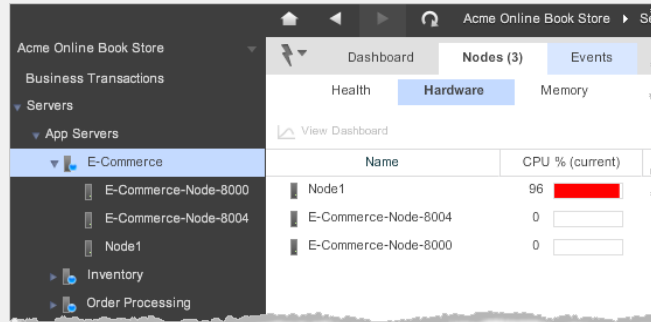 Acme Online Book Store
Acme Online Book Store
Business Transactions
Servers
App Servers
E-Commerce
E-Commerce-Node-8000
E-Commerce-Node-8004
Node1
Inventory
Order Processing
Dashboard Nodes (3) Events
Health Hardware Memory
View Dashboard
Name CPU % (current)
Node1 96
E-Commerce-Node-8004 0
E-Commerce-Node-8000 0